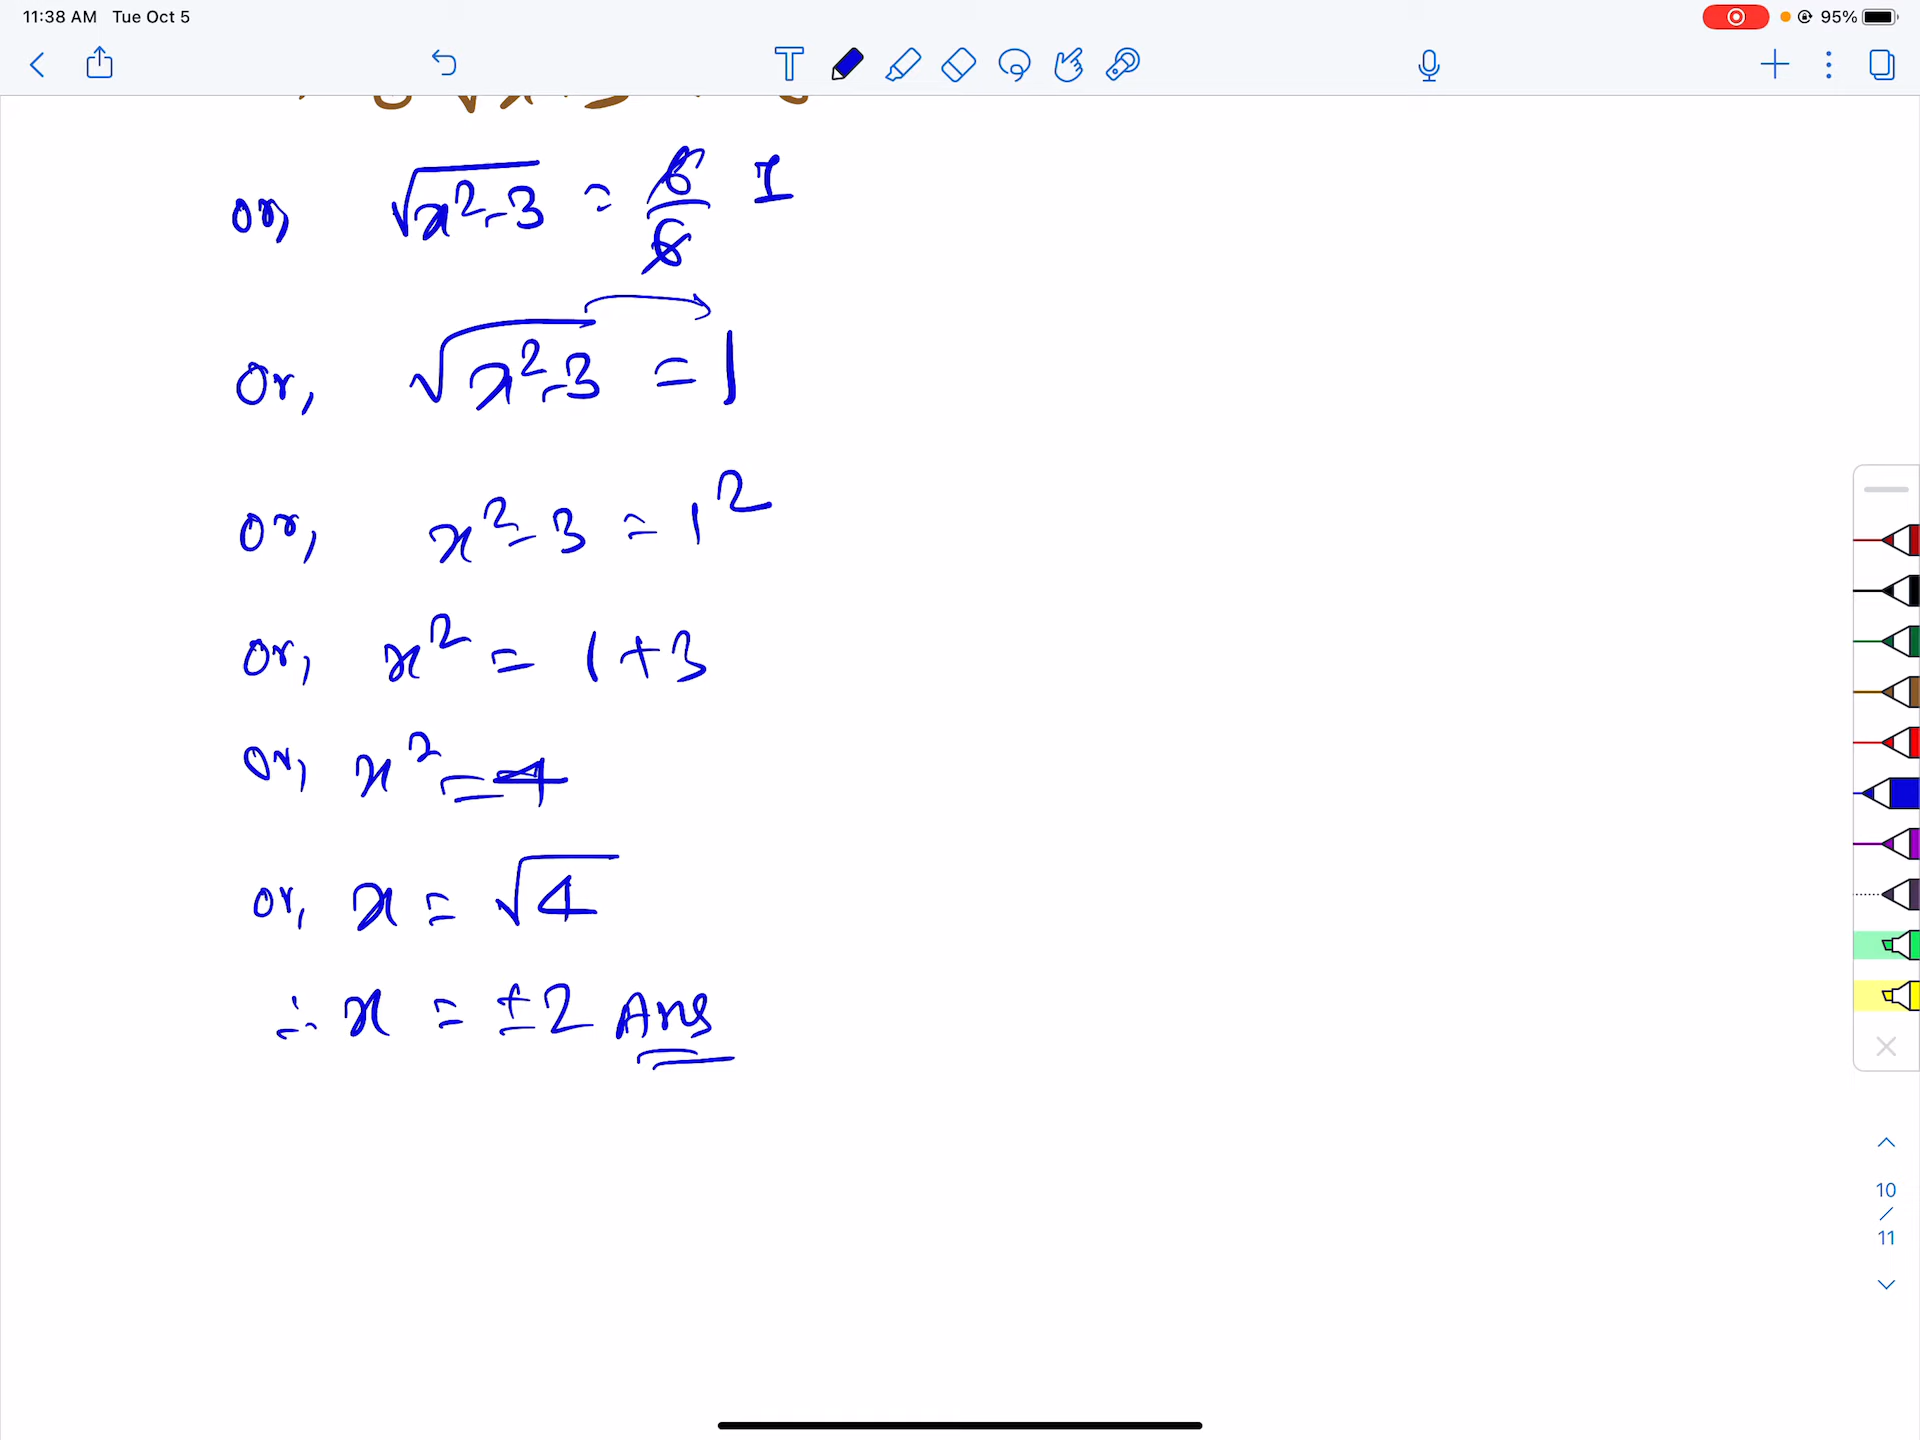 11:38 AM Tue Oct 5 95%
or, √x²-3 = 6/6 1
or, √x²-3 = 1
or, x²-3 = 1²
or, x² = 1+3
or, x² = 4
or, x = √4
∴ x = ±2 Ans
10
/
11